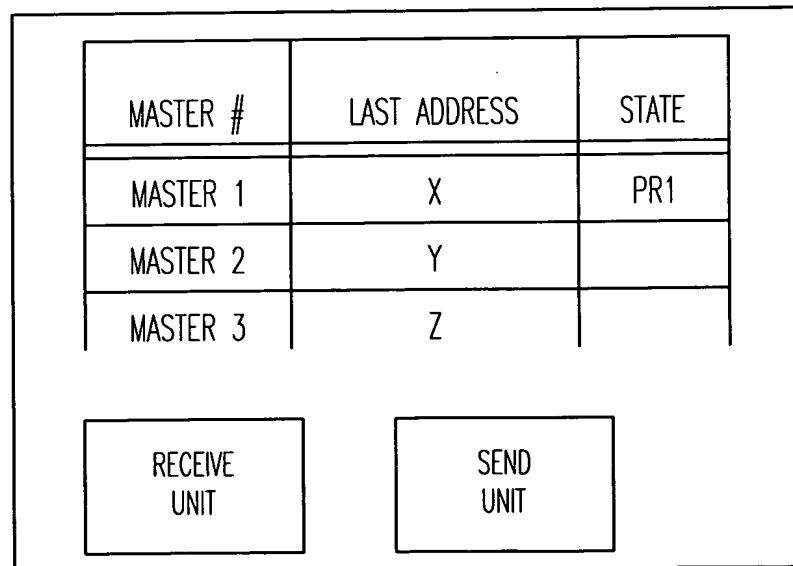 MASTER # LAST ADDRESS STATE
MASTER 1 X PR1
MASTER 2 Y
MASTER 3 Z
RECEIVE SEND
UNIT UNIT